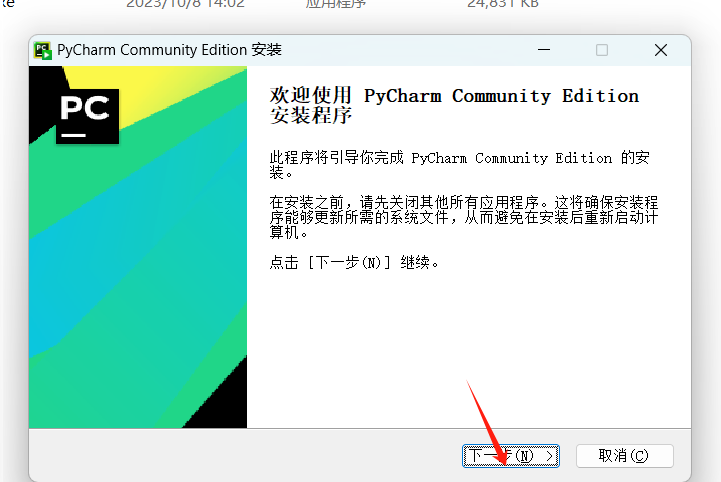 xe 2023/10/8 14:02 应用程序 24,831 KB
PyCharm Community Edition 安装
PC
欢迎使用 PyCharm Community Edition
安装程序
此程序将引导你完成 PyCharm Community Edition 的安
装。
在安装之前，请先关闭其他所有应用程序。这将确保安装程
序能够更新所需的系统文件，从而避免在安装后重新启动计
算机。
点击 [下一步(N)] 继续。
下一步(N) > 取消(C)